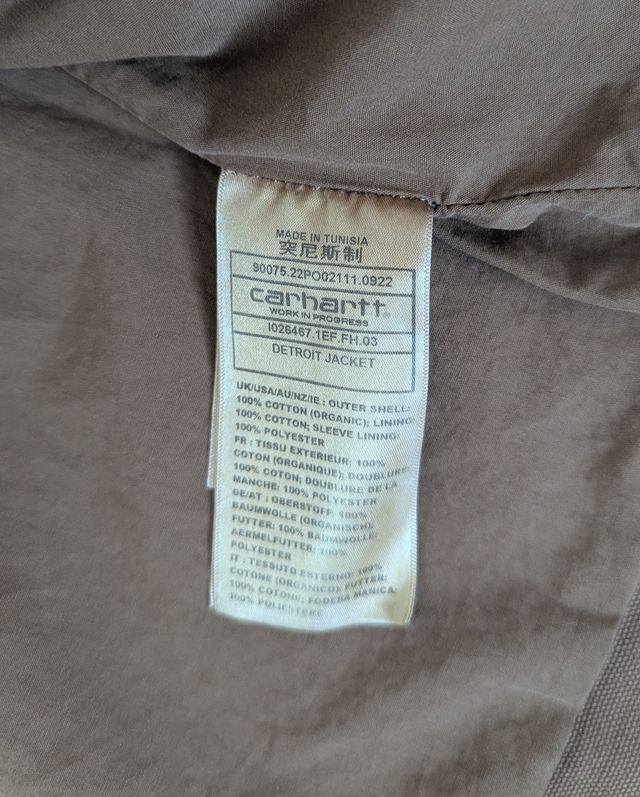 MADE IN TUNISIA
突尼斯制
90075.22PO02111.0922
carhartt®
WORK IN PROGRESS
I026467.1EF.FH.03
DETROIT JACKET
UK/USA/AU/NZ/IE : OUTER SHELL:
100% COTTON (ORGANIC); LINING:
100% COTTON; SLEEVE LINING:
100% POLYESTER
FR : TISSU EXTERIEUR: 100%
COTON (ORGANIQUE); DOUBLURE:
100% COTON; DOUBLURE DE LA
MANCHE: 100% POLYESTER
DE/AT : OBERSTOFF: 100%
BAUMWOLLE (ORGANISCH);
FUTTER: 100% BAUMWOLLE;
AERMELFUTTER: 100%
POLYESTER
IT : TESSUTO ESTERNO: 100%
COTONE (ORGANICO); FUTTER:
100% COTONE; FODERA MANICA:
100% POLIESTERE